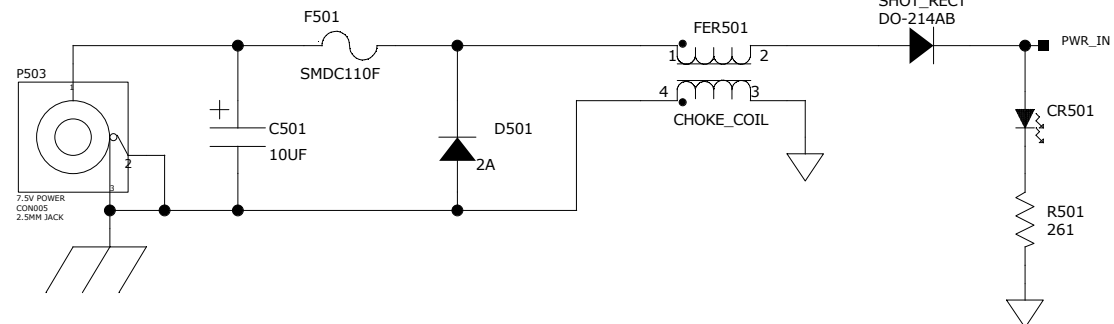 SHOT_RECT
DO-214AB
F501
FER501
PWR_IN
1
2
SMDC110F
P503
1
4
3
CHOKE_COIL
CR501
C501
10UF
D501
2A
2
3
7.5V POWER
CON005
2.5MM JACK
R501
261